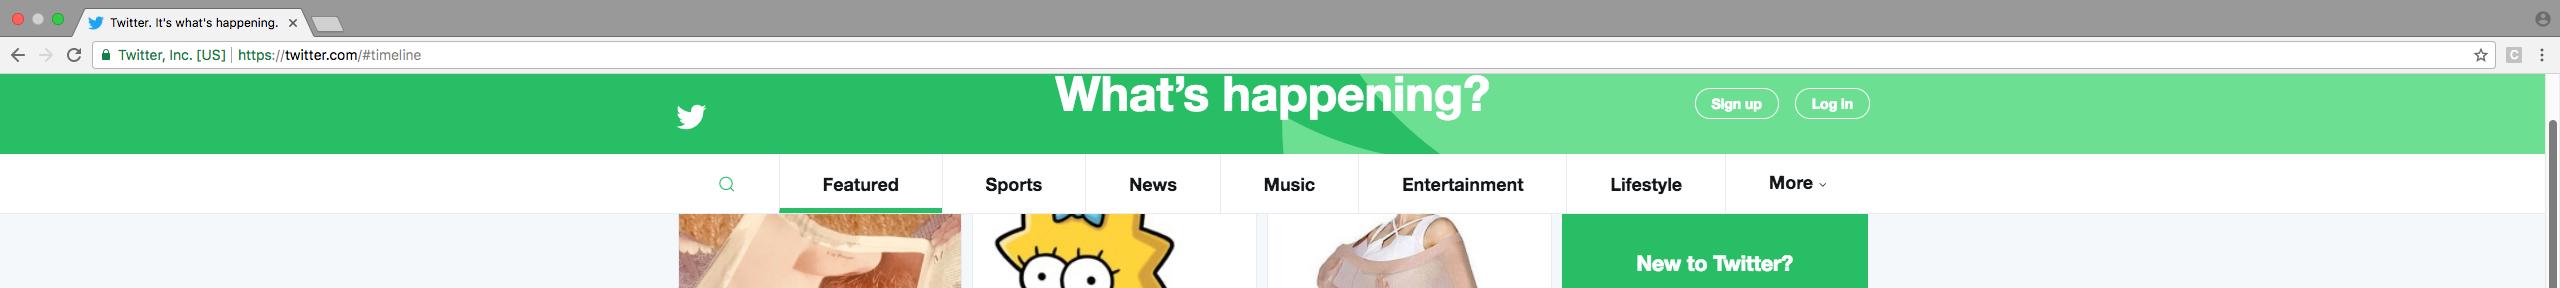 Twitter. It's what's happening.
Twitter, Inc. [US] https://twitter.com/#timeline
C
What's happening?
Sign up
Log in
Featured
Sports
News
Music
Entertainment
Lifestyle
More
New to Twitter?